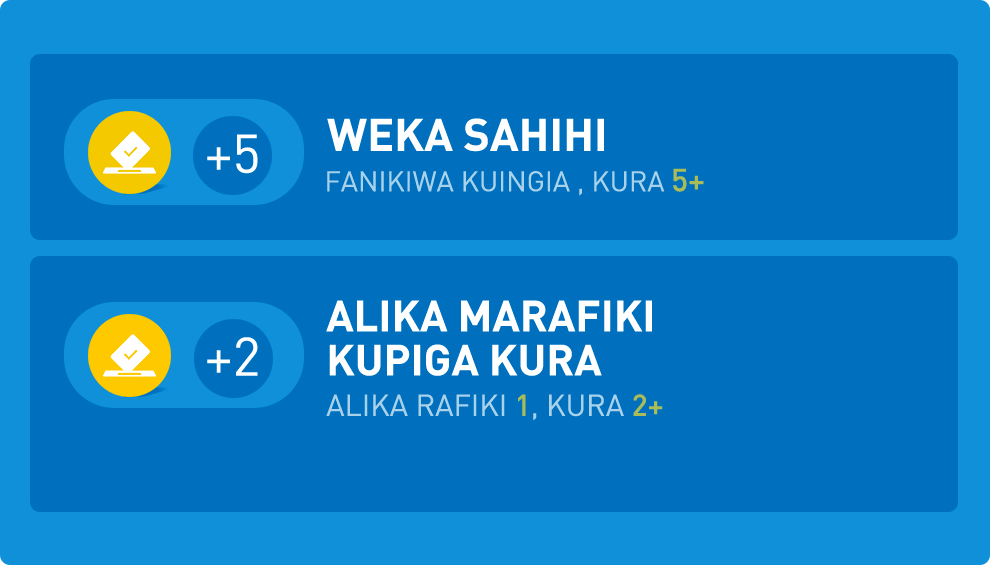 +5
WEKA SAHIHI
FANIKIWA KUINGIA , KURA 5+
+2
ALIKA MARAFIKI
KUPIGA KURA
ALIKA RAFIKI 1, KURA 2+